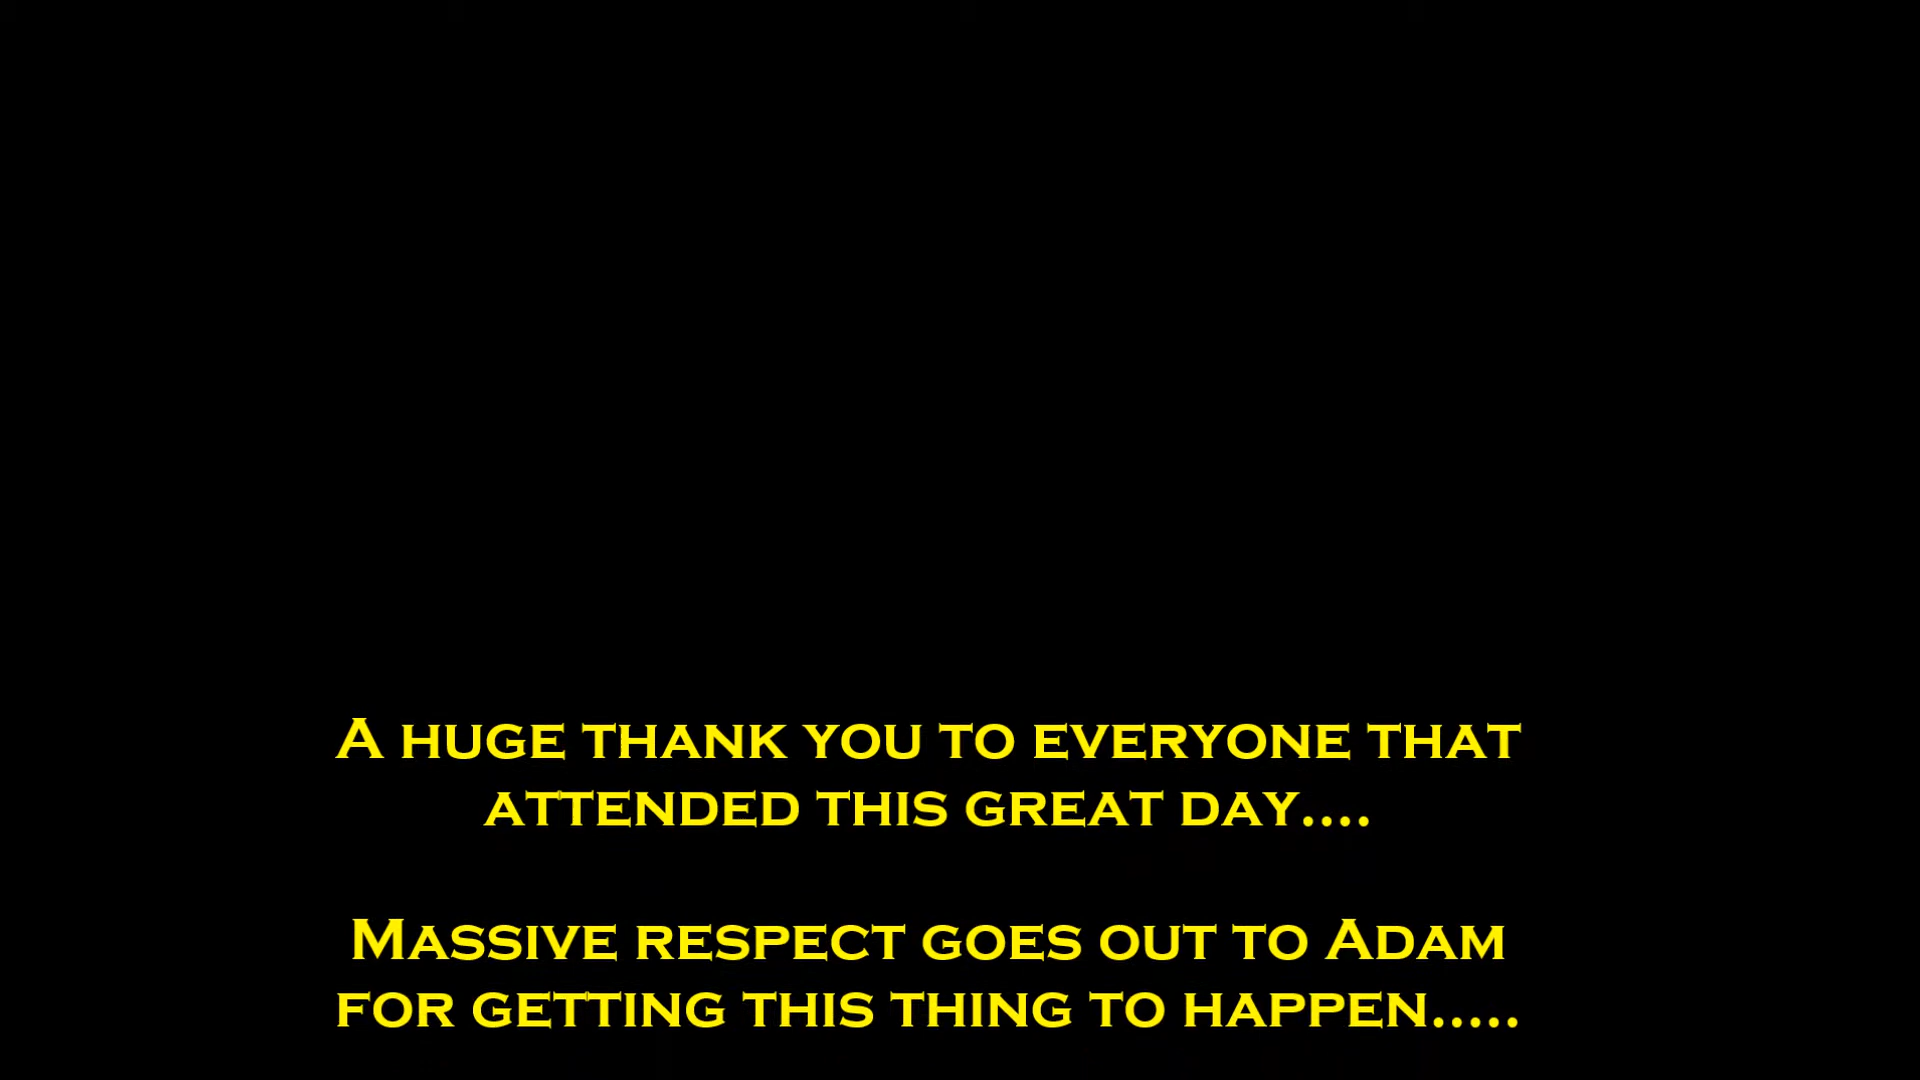 A huge thank you to everyone that
attended this great day....
Massive respect goes out to Adam
for getting this thing to happen.....